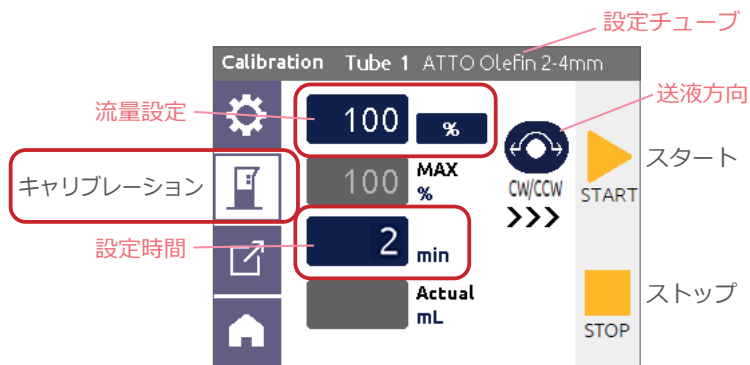 設定チューブ
Calibration Tube 1 ATTO Olefin 2-4mm
流量設定
100 %
送液方向
キャリブレーション
100 MAX %
CW/CCW
>>>
スタート
START
設定時間
2 min
Actual mL
ストップ
STOP